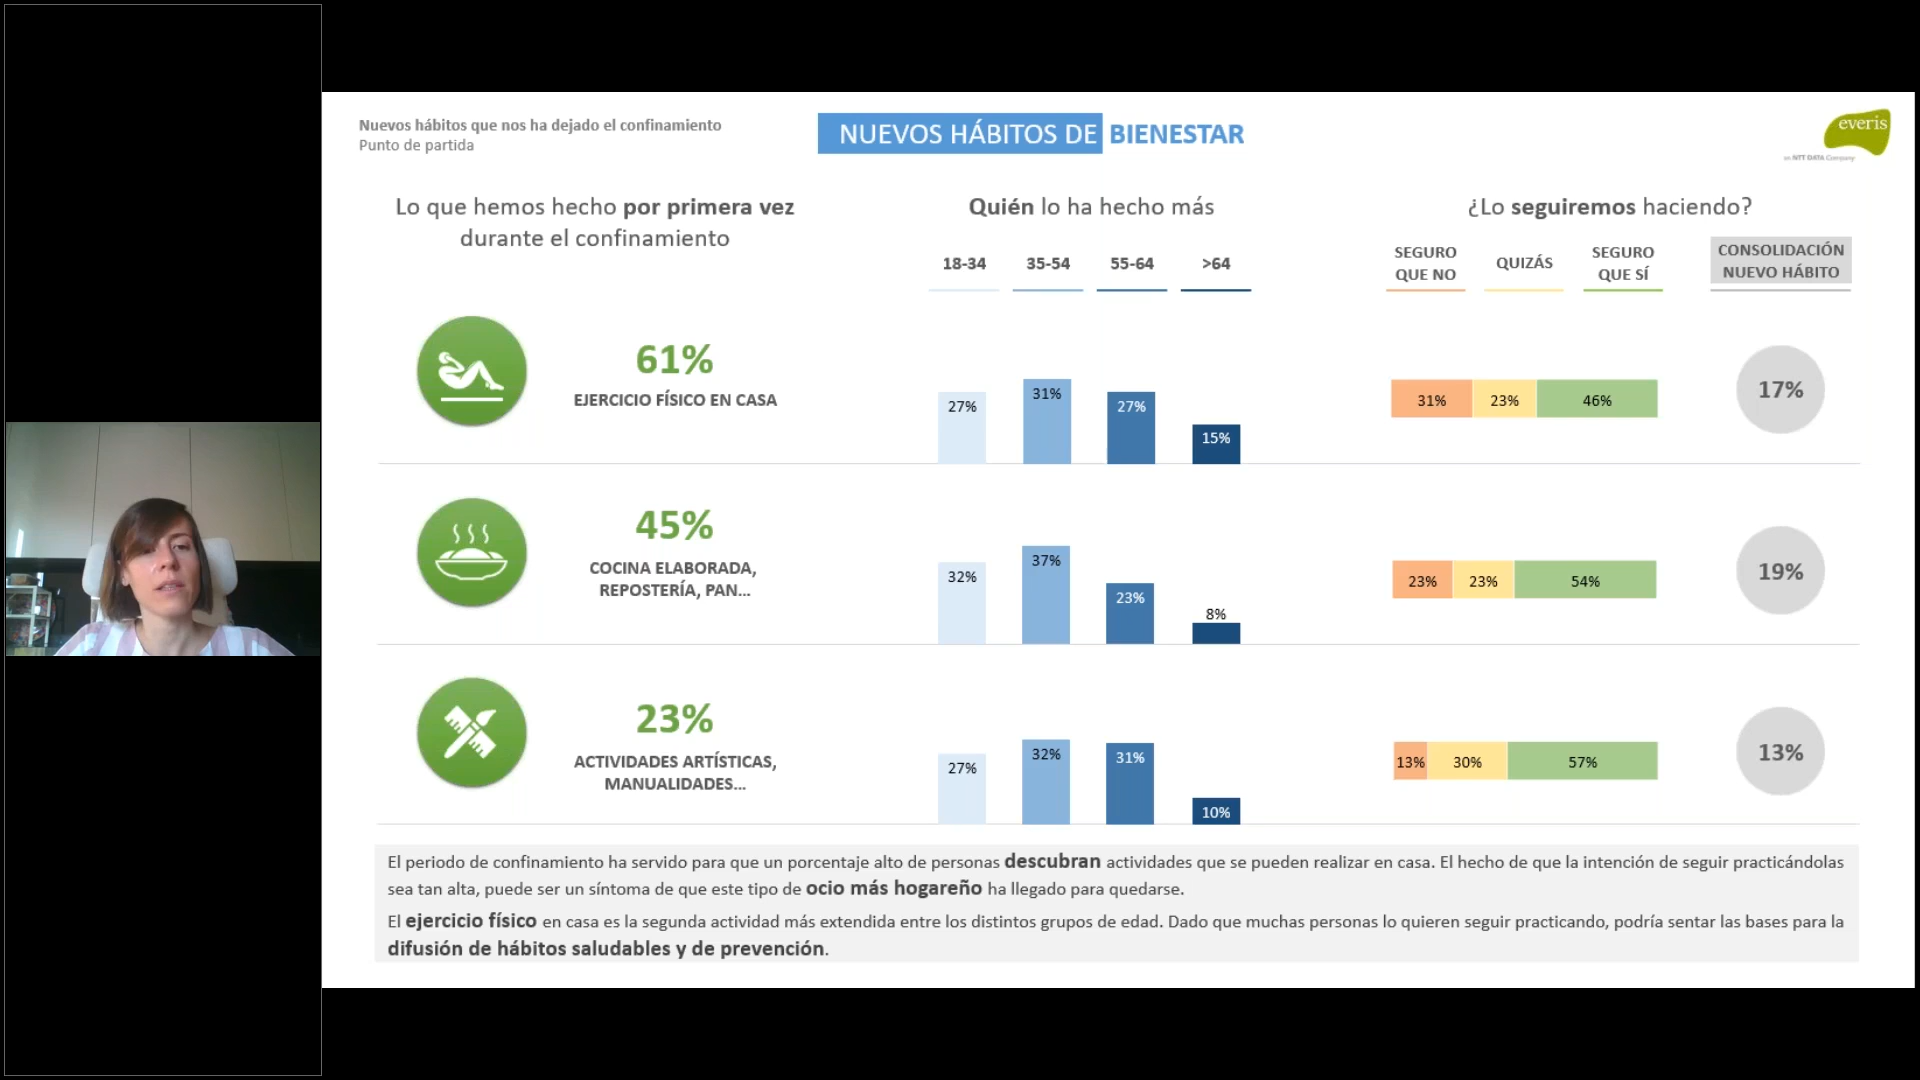 Nuevos hábitos que nos ha dejado el confinamiento
Punto de partida
NUEVOS HÁBITOS DE BIENESTAR
everis
an NTT DATA Company
Lo que hemos hecho por primera vez
durante el confinamiento
Quién lo ha hecho más
¿Lo seguiremos haciendo?
18-34
35-54
55-64
>64
SEGURO
QUE NO
QUIZÁS
SEGURO
QUE SÍ
CONSOLIDACIÓN
NUEVO HÁBITO
61%
EJERCICIO FÍSICO EN CASA
27%
31%
27%
15%
31%
23%
46%
17%
45%
COCINA ELABORADA,
REPOSTERÍA, PAN...
32%
37%
23%
8%
23%
23%
54%
19%
23%
ACTIVIDADES ARTÍSTICAS,
MANUALIDADES...
27%
32%
31%
10%
13%
30%
57%
13%
El periodo de confinamiento ha servido para que un porcentaje alto de personas descubran actividades que se pueden realizar en casa. El hecho de que la intención de seguir practicándolas
sea tan alta, puede ser un síntoma de que este tipo de ocio más hogareño ha llegado para quedarse.
El ejercicio físico en casa es la segunda actividad más extendida entre los distintos grupos de edad. Dado que muchas personas lo quieren seguir practicando, podría sentar las bases para la
difusión de hábitos saludables y de prevención.